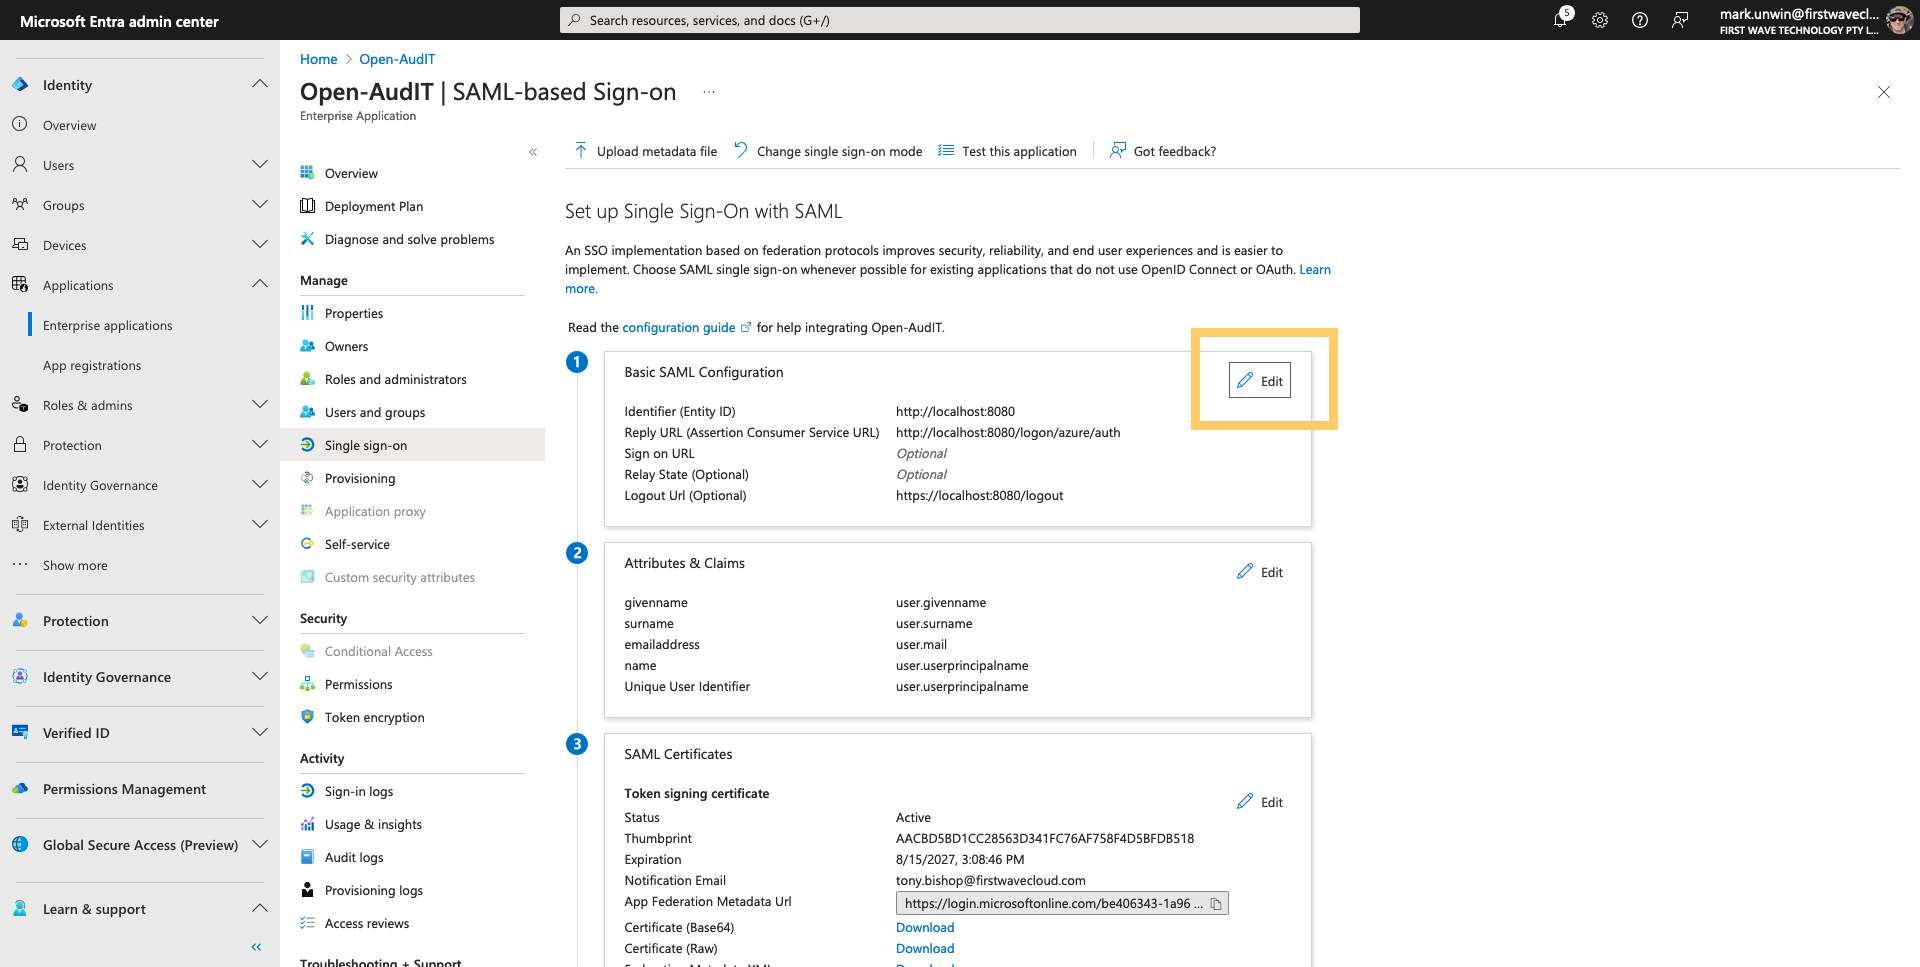 Microsoft Entra admin center
Search resources, services, and docs (G+/)
5
mark.unwin@firstwavecl...
FIRST WAVE TECHNOLOGY PTY L...
Identity
Overview
Users
Groups
Devices
Applications
Enterprise applications
App registrations
Roles & admins
Protection
Identity Governance
External Identities
Show more
Protection
Identity Governance
Verified ID
Permissions Management
Global Secure Access (Preview)
Learn & support
Home > Open-AudIT
Open-AudIT | SAML-based Sign-on ...
Enterprise Application
Overview
Deployment Plan
Diagnose and solve problems
Manage
Properties
Owners
Roles and administrators
Users and groups
Single sign-on
Provisioning
Application proxy
Self-service
Custom security attributes
Security
Conditional Access
Permissions
Token encryption
Activity
Sign-in logs
Usage & insights
Audit logs
Provisioning logs
Access reviews
Troubleshooting + Support
Upload metadata file Change single sign-on mode Test this application Got feedback?
Set up Single Sign-On with SAML
An SSO implementation based on federation protocols improves security, reliability, and end user experiences and is easier to
implement. Choose SAML single sign-on whenever possible for existing applications that do not use OpenID Connect or OAuth. Learn
more.
Read the configuration guide for help integrating Open-AudIT.
1
Basic SAML Configuration
Edit
Identifier (Entity ID) http://localhost:8080
Reply URL (Assertion Consumer Service URL) http://localhost:8080/logon/azure/auth
Sign on URL Optional
Relay State (Optional) Optional
Logout Url (Optional) https://localhost:8080/logout
2
Attributes & Claims
Edit
givenname user.givenname
surname user.surname
emailaddress user.mail
name user.userprincipalname
Unique User Identifier user.userprincipalname
3
SAML Certificates
Token signing certificate
Edit
Status Active
Thumbprint AACBD5BD1CC28563D341FC76AF758F4D5BFDB518
Expiration 8/15/2027, 3:08:46 PM
Notification Email tony.bishop@firstwavecloud.com
App Federation Metadata Url https://login.microsoftonline.com/be406343-1a96 ...
Certificate (Base64) Download
Certificate (Raw) Download